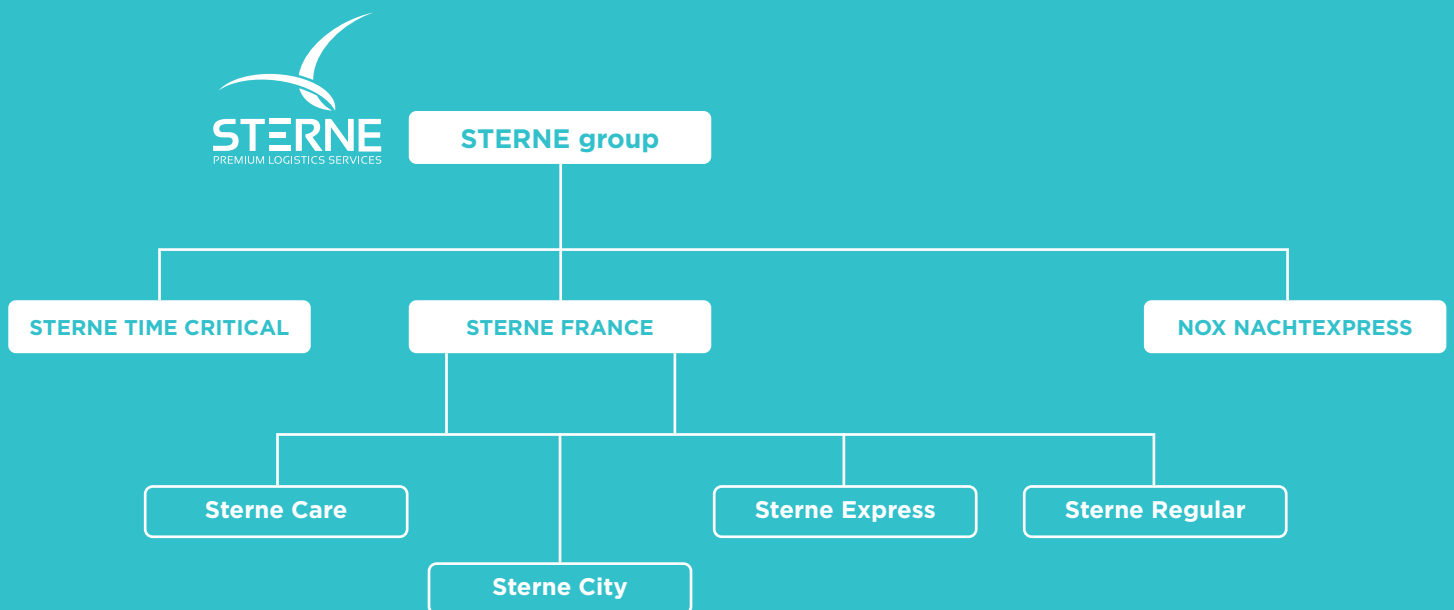 STERNE
PREMIUM LOGISTICS SERVICES
STERNE group
STERNE TIME CRITICAL
STERNE FRANCE
NOX NACHTEXPRESS
Sterne Care
Sterne Express
Sterne Regular
Sterne City